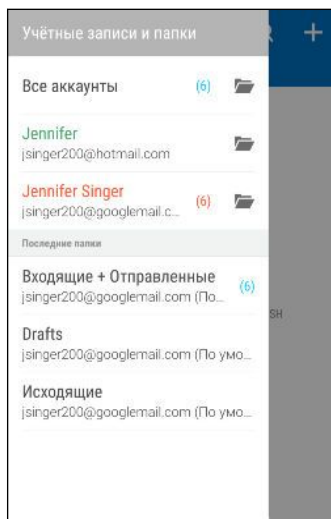 Учётные записи и папки
Все аккаунты (6)
Jennifer
jsinger200@hotmail.com
Jennifer Singer (6)
jsinger200@googlemail.c...
Последние папки
Входящие + Отправленные (6)
jsinger200@googlemail.com (По...
SH
Drafts
jsinger200@googlemail.com (По умо...
Исходящие
jsinger200@googlemail.com (По умо...